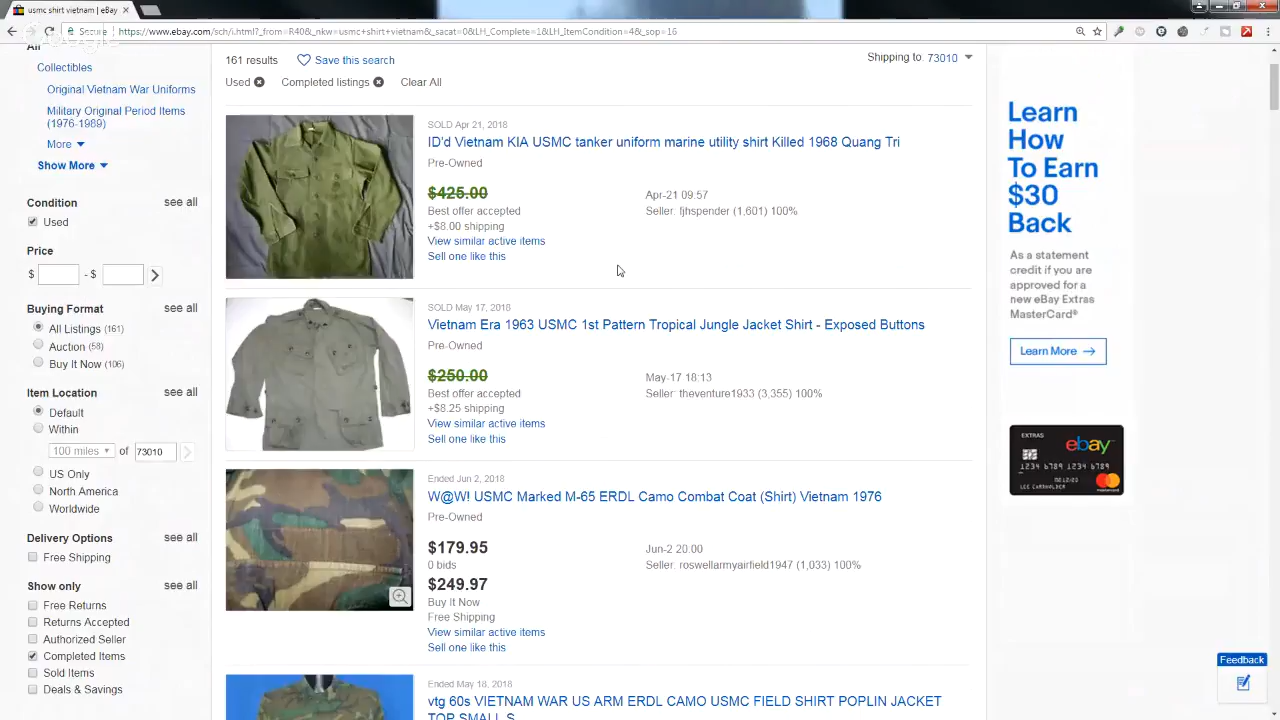 usmc shirt vietnam | eBay
Secure
https://www.ebay.com/sch/i.html?_from=R40&_nkw=usmc+shirt+vietnam&_sacat=0&LH_Complete=1&LH_ItemCondition=4&_sop=16
All
Collectibles
Original Vietnam War Uniforms
Military Original Period Items
(1976-1989)
More
Show More
Condition
see all
Used
Price
$
- $
Buying Format
see all
All Listings (161)
Auction (58)
Buy It Now (106)
Item Location
see all
Default
Within
100 miles
of
73010
US Only
North America
Worldwide
Delivery Options
see all
Free Shipping
Show only
see all
Free Returns
Returns Accepted
Authorized Seller
Completed Items
Sold Items
Deals & Savings
161 results
Save this search
Shipping to: 73010
Used
Completed listings
Clear All
SOLD Apr 21, 2018
ID'd Vietnam KIA USMC tanker uniform marine utility shirt Killed 1968 Quang Tri
Pre-Owned
$425.00
Apr-21 09:57
Best offer accepted
Seller: fjhspender (1,601) 100%
+$8.00 shipping
View similar active items
Sell one like this
SOLD May 17, 2018
Vietnam Era 1963 USMC 1st Pattern Tropical Jungle Jacket Shirt - Exposed Buttons
Pre-Owned
$250.00
May-17 18:13
Best offer accepted
Seller: theventure1933 (3,355) 100%
+$8.25 shipping
View similar active items
Sell one like this
Ended Jun 2, 2018
W@W! USMC Marked M-65 ERDL Camo Combat Coat (Shirt) Vietnam 1976
Pre-Owned
$179.95
Jun-2 20:00
0 bids
Seller: roswellarmyairfield1947 (1,033) 100%
$249.97
Buy It Now
Free Shipping
View similar active items
Sell one like this
Ended May 18, 2018
vtg 60s VIETNAM WAR US ARM ERDL CAMO USMC FIELD SHIRT POPLIN JACKET
TOP SMALL S
Learn
How
To Earn
$30
Back
As a statement
credit if you are
approved for a
new eBay Extras
MasterCard®
Learn More
EXTRAS
ebay
1234 6789 1234 6789
LEE CARDHOLDER
mastercard
Feedback